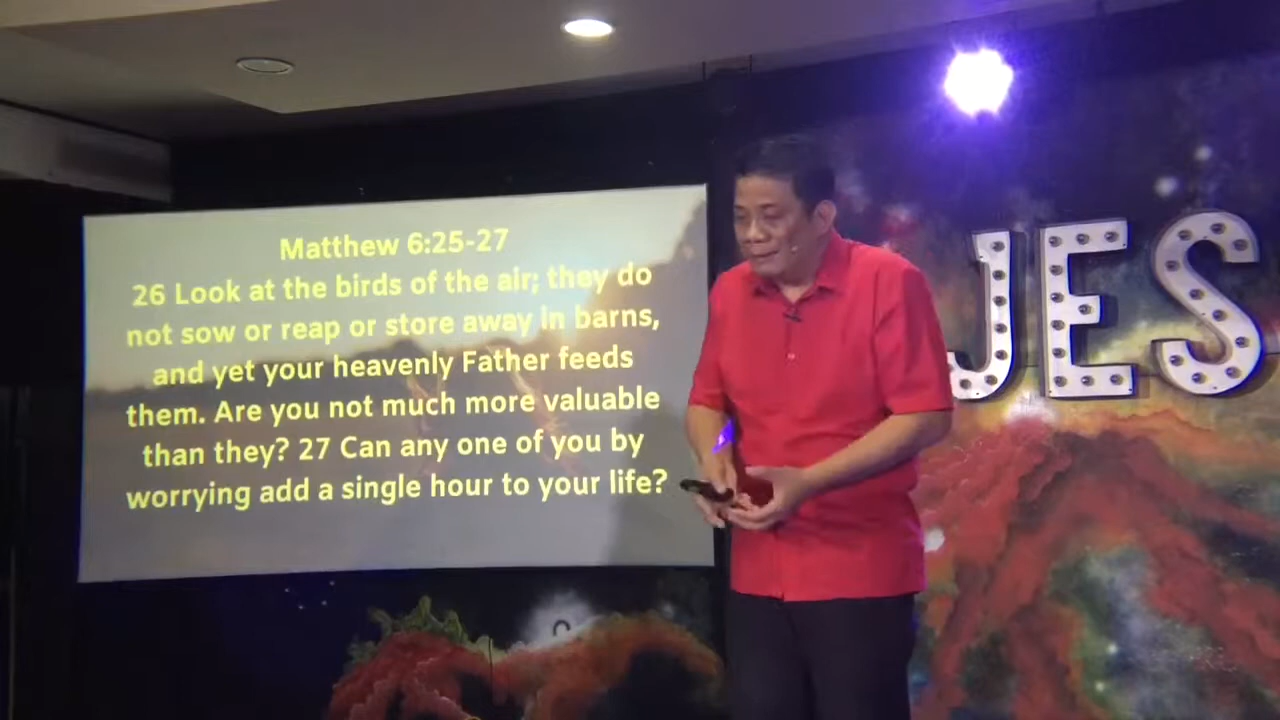 Matthew 6:25-27
26 Look at the birds of the air; they do
not sow or reap or store away in barns,
and yet your heavenly Father feeds
them. Are you not much more valuable
than they? 27 Can any one of you by
worrying add a single hour to your life?
JES